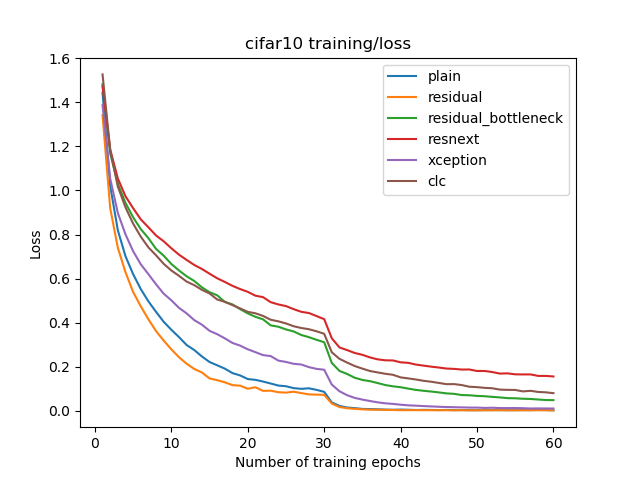 cifar10 training/loss
Loss
1.6
1.4
1.2
1.0
0.8
0.6
0.4
0.2
0.0
plain
residual
residual_bottleneck
resnext
xception
clc
0 10 20 30 40 50 60
Number of training epochs